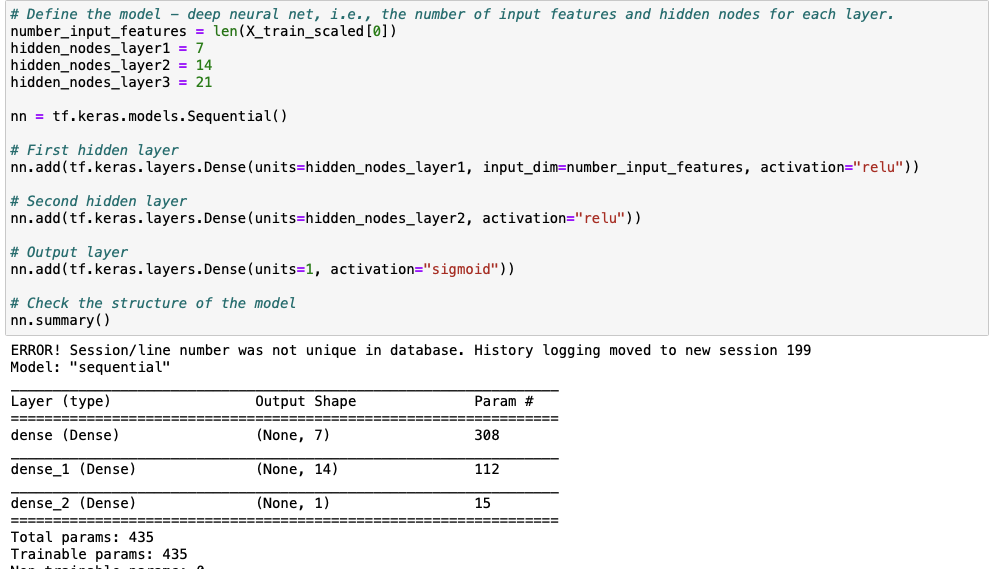 # Define the model – deep neural net, i.e., the number of input features and hidden nodes for each layer.
number_input_features = len(X_train_scaled[0])
hidden_nodes_layer1 = 7
hidden_nodes_layer2 = 14
hidden_nodes_layer3 = 21
nn = tf.keras.models.Sequential()
# First hidden layer
nn.add(tf.keras.layers.Dense(units=hidden_nodes_layer1, input_dim=number_input_features, activation="relu"))
# Second hidden layer
nn.add(tf.keras.layers.Dense(units=hidden_nodes_layer2, activation="relu"))
# Output layer
nn.add(tf.keras.layers.Dense(units=1, activation="sigmoid"))
# Check the structure of the model
nn.summary()
ERROR! Session/line number was not unique in database. History logging moved to new session 199
Model: "sequential"
Layer (type) Output Shape Param #
dense (Dense) (None, 7) 308
dense_1 (Dense) (None, 14) 112
dense_2 (Dense) (None, 1) 15
Total params: 435
Trainable params: 435
Non-trainable params: 0